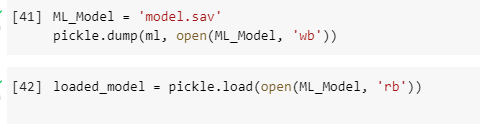 [41] ML_Model = 'model.sav'
pickle.dump(ml, open(ML_Model, 'wb'))
[42] loaded_model = pickle.load(open(ML_Model, 'rb'))